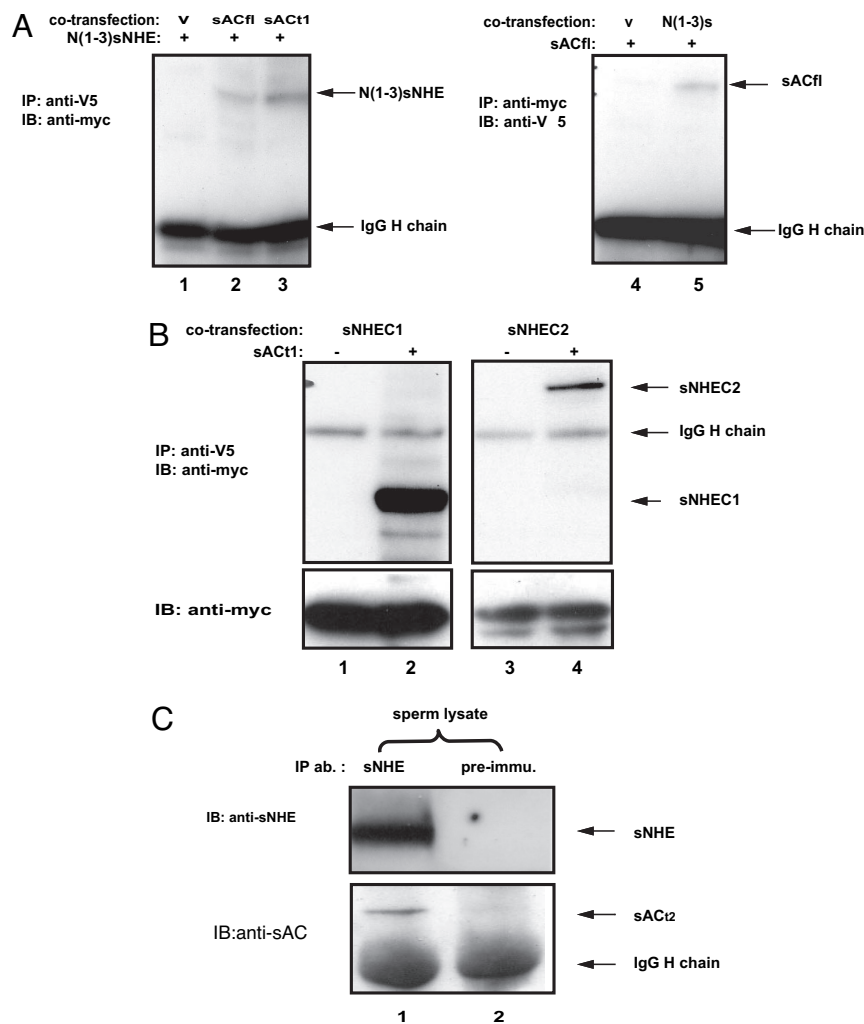 A
co-transfection: v sACfl sACt1
N(1-3)sNHE: + + +
IP: anti-V5
IB: anti-myc
N(1-3)sNHE
IgG H chain
1 2 3
co-transfection: v N(1-3)s
sACfl: + +
IP: anti-myc
IB: anti-V 5
sACfl
IgG H chain
4 5
B
co-transfection: sNHEC1 sNHEC2
sACt1: - + - +
IP: anti-V5
IB: anti-myc
sNHEC2
IgG H chain
sNHEC1
IB: anti-myc
1 2 3 4
C
sperm lysate
IP ab. : sNHE pre-immu.
IB: anti-sNHE
sNHE
IB:anti-sAC
sACt2
IgG H chain
1 2